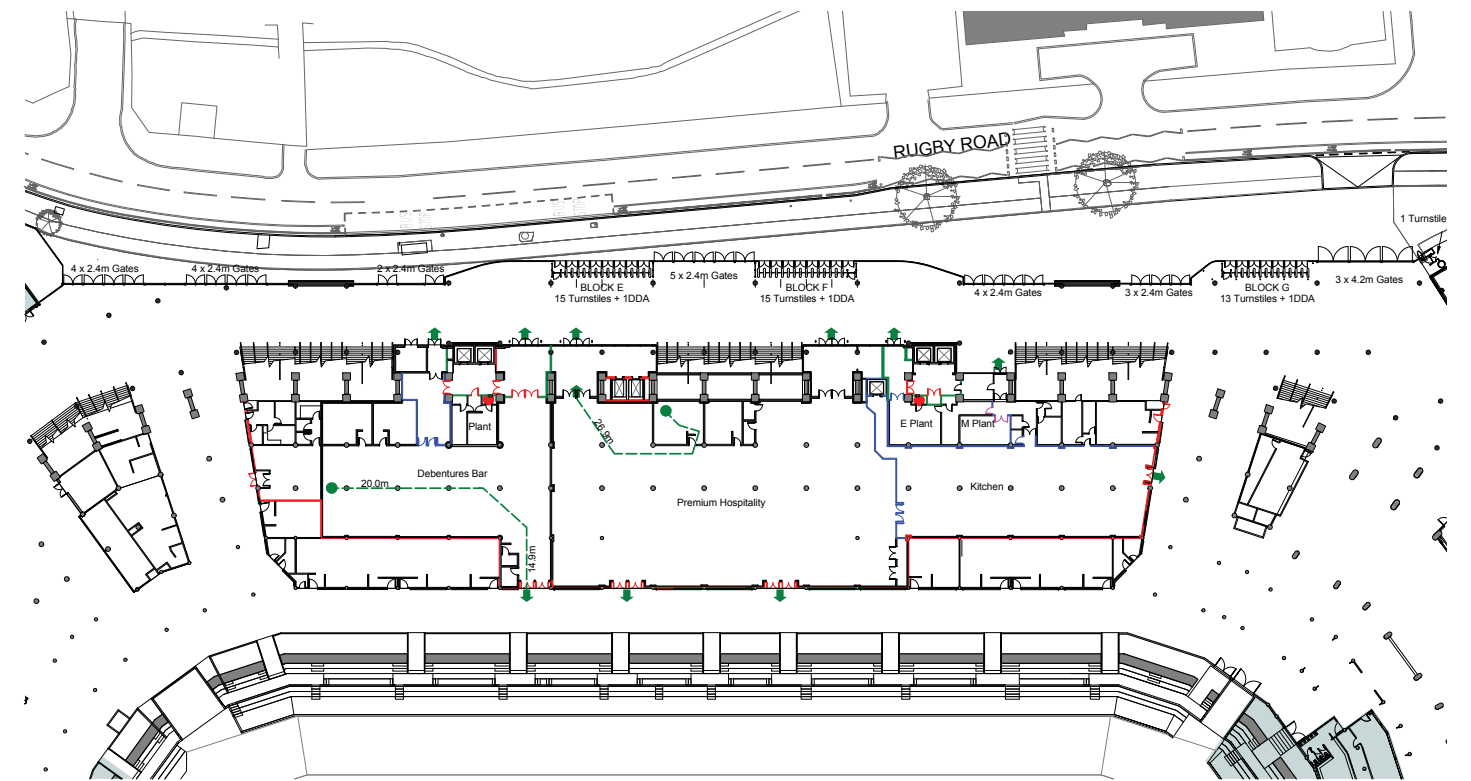 RUGBY ROAD
1 Turnstile
4 x 2.4m Gates
4 x 2.4m Gates
2 x 2.4m Gates
5 x 2.4m Gates
3 x 4.2m Gates
BLOCK E
15 Turnstiles + 1DDA
BLOCK F
15 Turnstiles + 1DDA
4 x 2.4m Gates
3 x 2.4m Gates
BLOCK G
13 Turnstiles + 1DDA
26.9m
Plant
E Plant
M Plant
Debentures Bar
20.0m
Premium Hospitality
Kitchen
14.9m